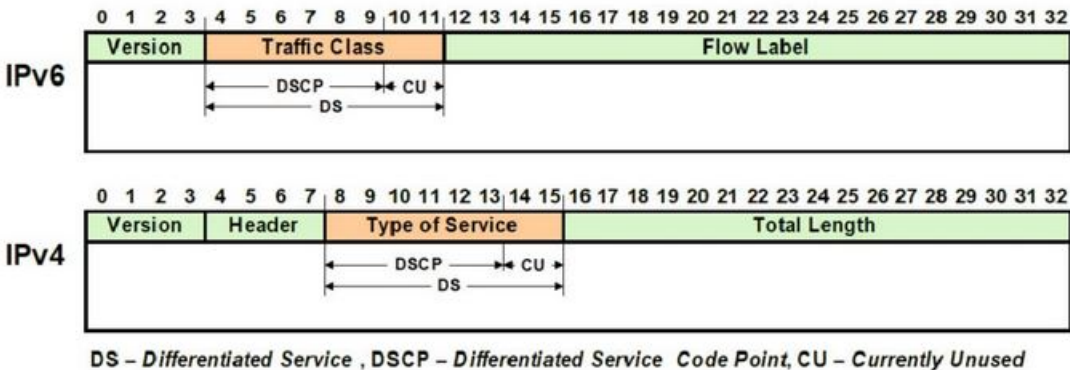 0 1 2 3 4 5 6 7 8 9 10 11 12 13 14 15 16 17 18 19 20 21 22 23 24 25 26 27 28 29 30 31 32
Version Traffic Class Flow Label
IPv6
DSCP CU
DS
0 1 2 3 4 5 6 7 8 9 10 11 12 13 14 15 16 17 18 19 20 21 22 23 24 25 26 27 28 29 30 31 32
Version Header Type of Service Total Length
IPv4
DSCP CU
DS
DS – Differentiated Service , DSCP – Differentiated Service Code Point, CU – Currently Unused